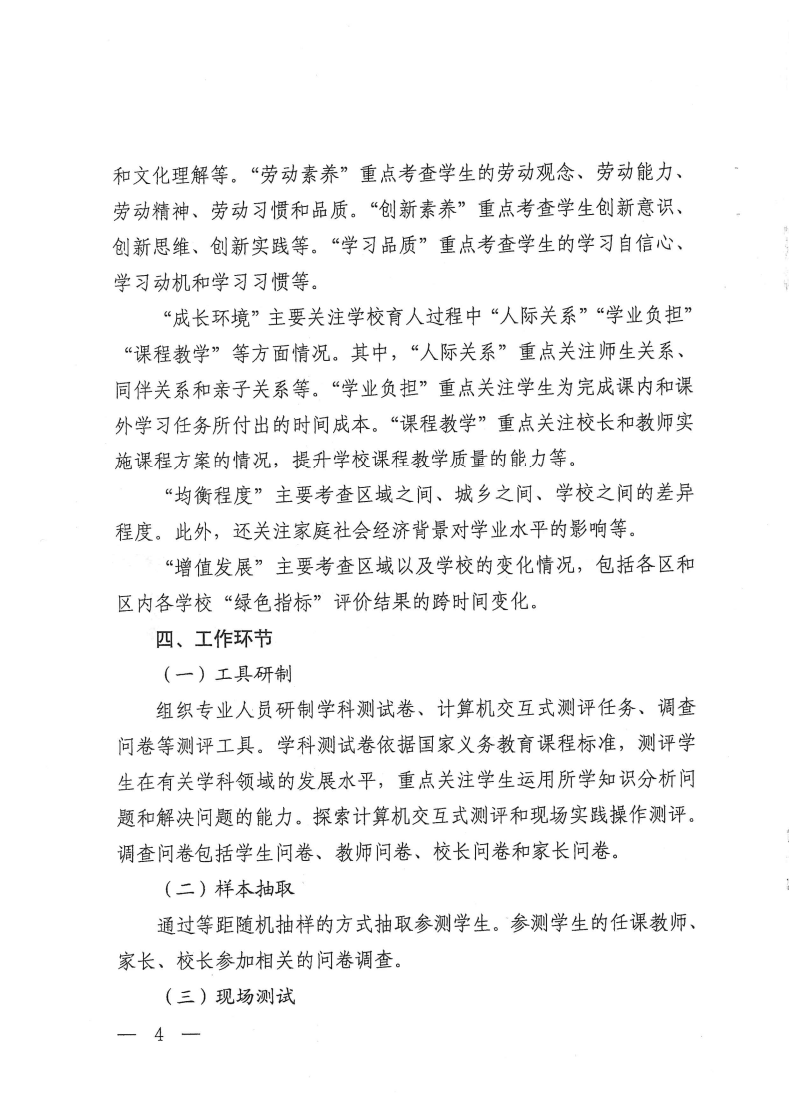 和文化理解等。“劳动素养”重点考查学生的劳动观念、劳动能力、
劳动精神、劳动习惯和品质。“创新素养”重点考查学生创新意识、
创新思维、创新实践等。“学习品质”重点考查学生的学习自信心、
学习动机和学习习惯等。
“成长环境”主要关注学校育人过程中“人际关系”“学业负担”
“课程教学”等方面情况。其中，“人际关系”重点关注师生关系、
同伴关系和亲子关系等。“学业负担”重点关注学生为完成课内和课
外学习任务所付出的时间成本。“课程教学”重点关注校长和教师实
施课程方案的情况，提升学校课程教学质量的能力等。
“均衡程度”主要考查区域之间、城乡之间、学校之间的差异
程度。此外，还关注家庭社会经济背景对学业水平的影响等。
“增值发展”主要考查区域以及学校的变化情况，包括各区和
区内各学校“绿色指标”评价结果的跨时间变化。
四、工作环节
（一）工具研制
组织专业人员研制学科测试卷、计算机交互式测评任务、调查
问卷等测评工具。学科测试卷依据国家义务教育课程标准，测评学
生在有关学科领域的发展水平，重点关注学生运用所学知识分析问
题和解决问题的能力。探索计算机交互式测评和现场实践操作测评。
调查问卷包括学生问卷、教师问卷、校长问卷和家长问卷。
（二）样本抽取
通过等距随机抽样的方式抽取参测学生。参测学生的任课教师、
家长、校长参加相关的问卷调查。
（三）现场测试
— 4 —